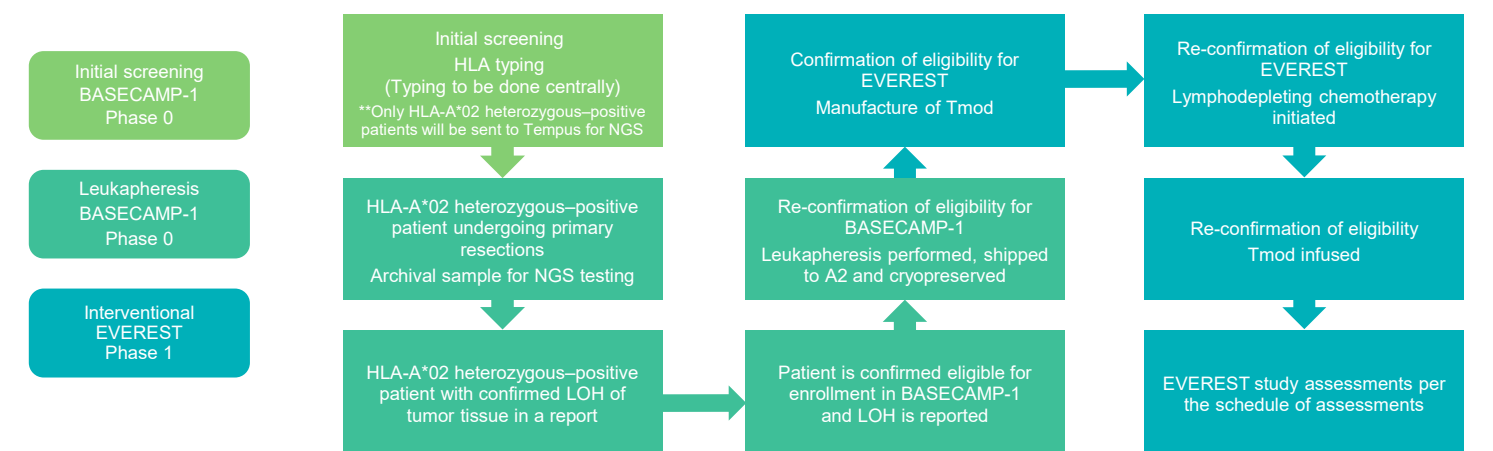 Initial screening
BASECAMP-1
Phase 0
Leukapheresis
BASECAMP-1
Phase 0
Interventional
EVEREST
Phase 1
Initial screening
HLA typing
(Typing to be done centrally)
**Only HLA-A*02 heterozygous–positive
patients will be sent to Tempus for NGS
HLA-A*02 heterozygous–positive
patient undergoing primary
resections
Archival sample for NGS testing
HLA-A*02 heterozygous–positive
patient with confirmed LOH of
tumor tissue in a report
Patient is confirmed eligible for
enrollment in BASECAMP-1
and LOH is reported
Re-confirmation of eligibility for
BASECAMP-1
Leukapheresis performed, shipped
to A2 and cryopreserved
Confirmation of eligibility for
EVEREST
Manufacture of Tmod
Re-confirmation of eligibility for
EVEREST
Lymphodepleting chemotherapy
initiated
Re-confirmation of eligibility
Tmod infused
EVEREST study assessments per
the schedule of assessments